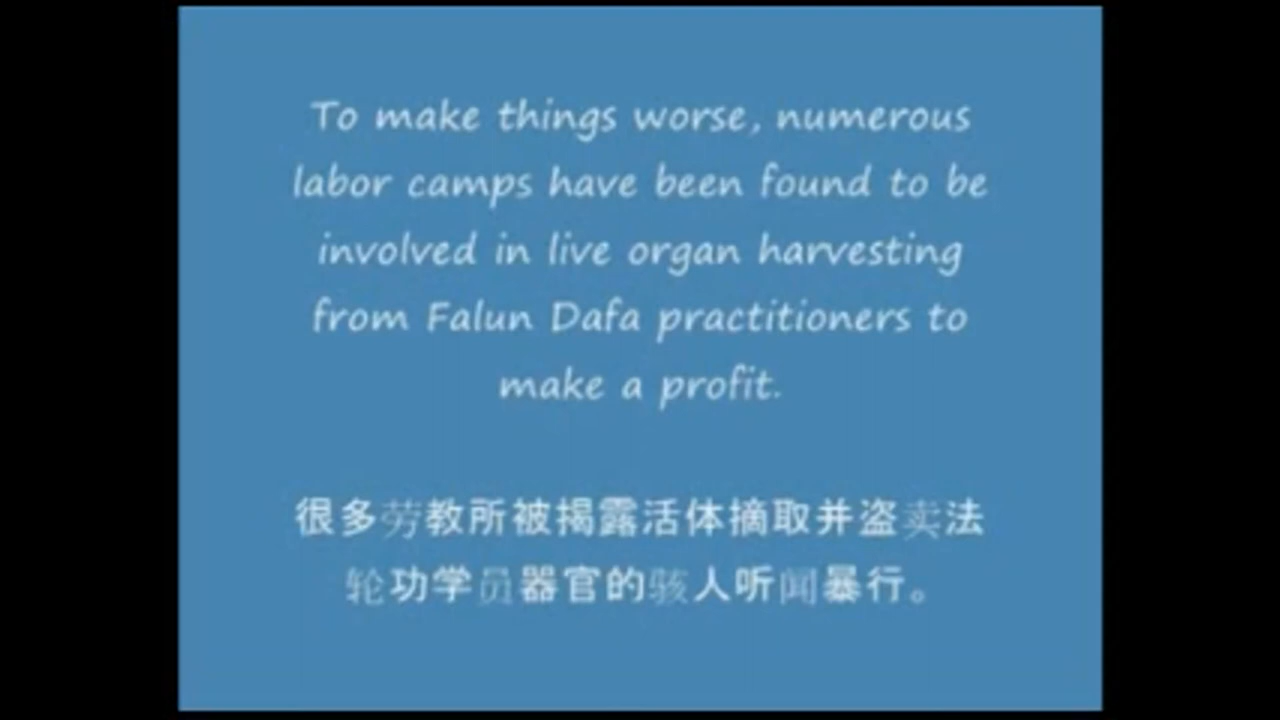 To make things worse, numerous
labor camps have been found to be
involved in live organ harvesting
from Falun Dafa practitioners to
make a profit.
很多劳教所被揭露活体摘取并盗卖法
轮功学员器官的骇人听闻暴行。